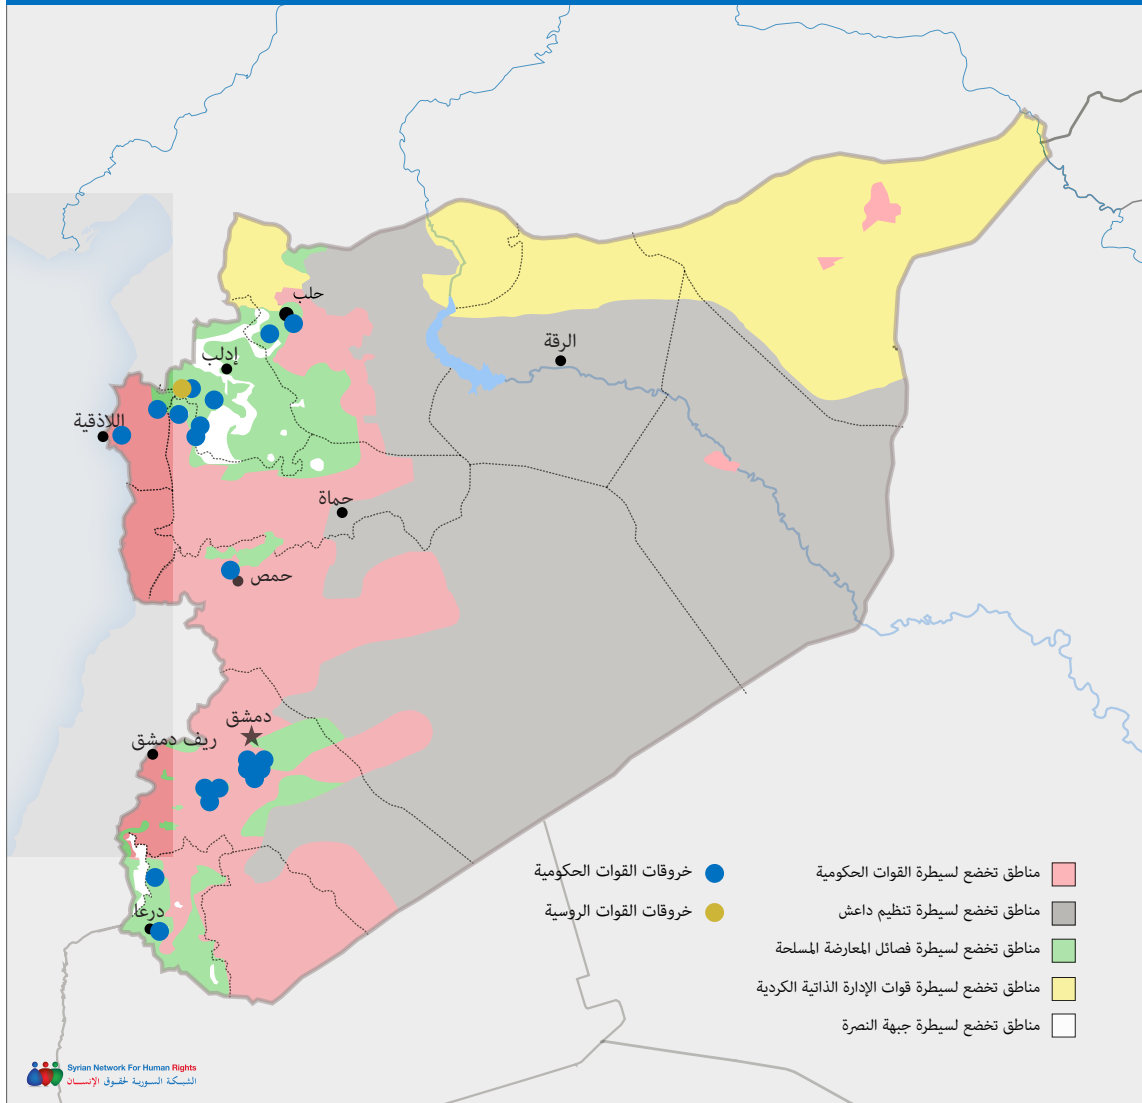 حلب
إدلب
الرقة
اللاذقية
حماة
حمص
دمشق
ريف دمشق
درعا
مناطق تخضع لسيطرة القوات الحكومية
مناطق تخضع لسيطرة تنظيم داعش
مناطق تخضع لسيطرة فصائل المعارضة المسلحة
مناطق تخضع لسيطرة قوات الإدارة الذاتية الكردية
مناطق تخضع لسيطرة جبهة النصرة
خروقات القوات الحكومية
خروقات القوات الروسية
Syrian Network For Human Rights
الشبكة السورية لحقوق الإنسان